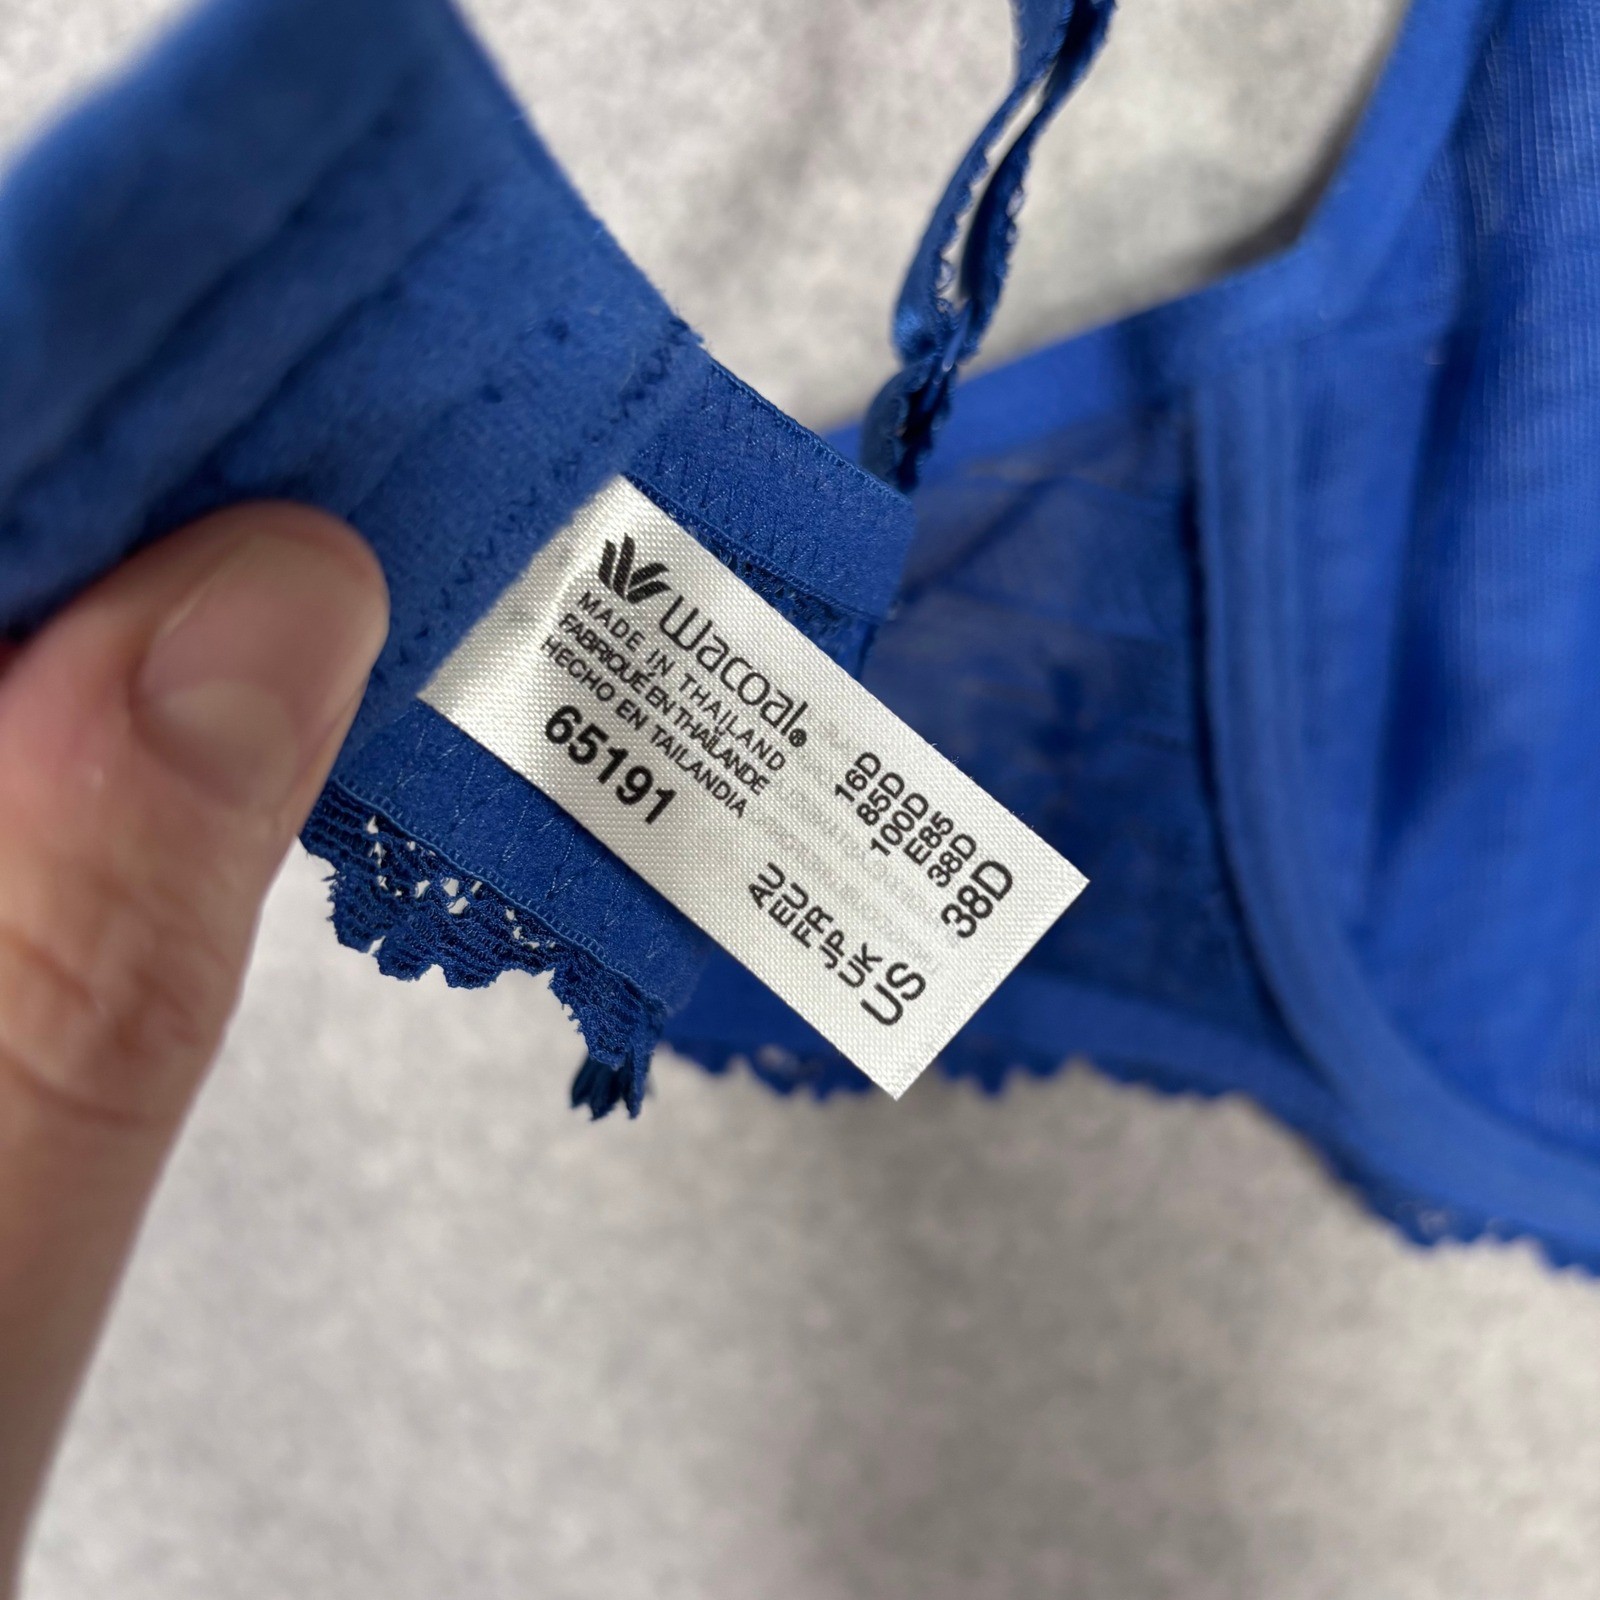 wacoal®
MADE IN THAILAND
FABRIQUÉ EN THAÏLANDE
HECHO EN TAILANDIA
65191
AU 16D
EU 85D
FR 100D
JP E85
UK 38D
US 38D